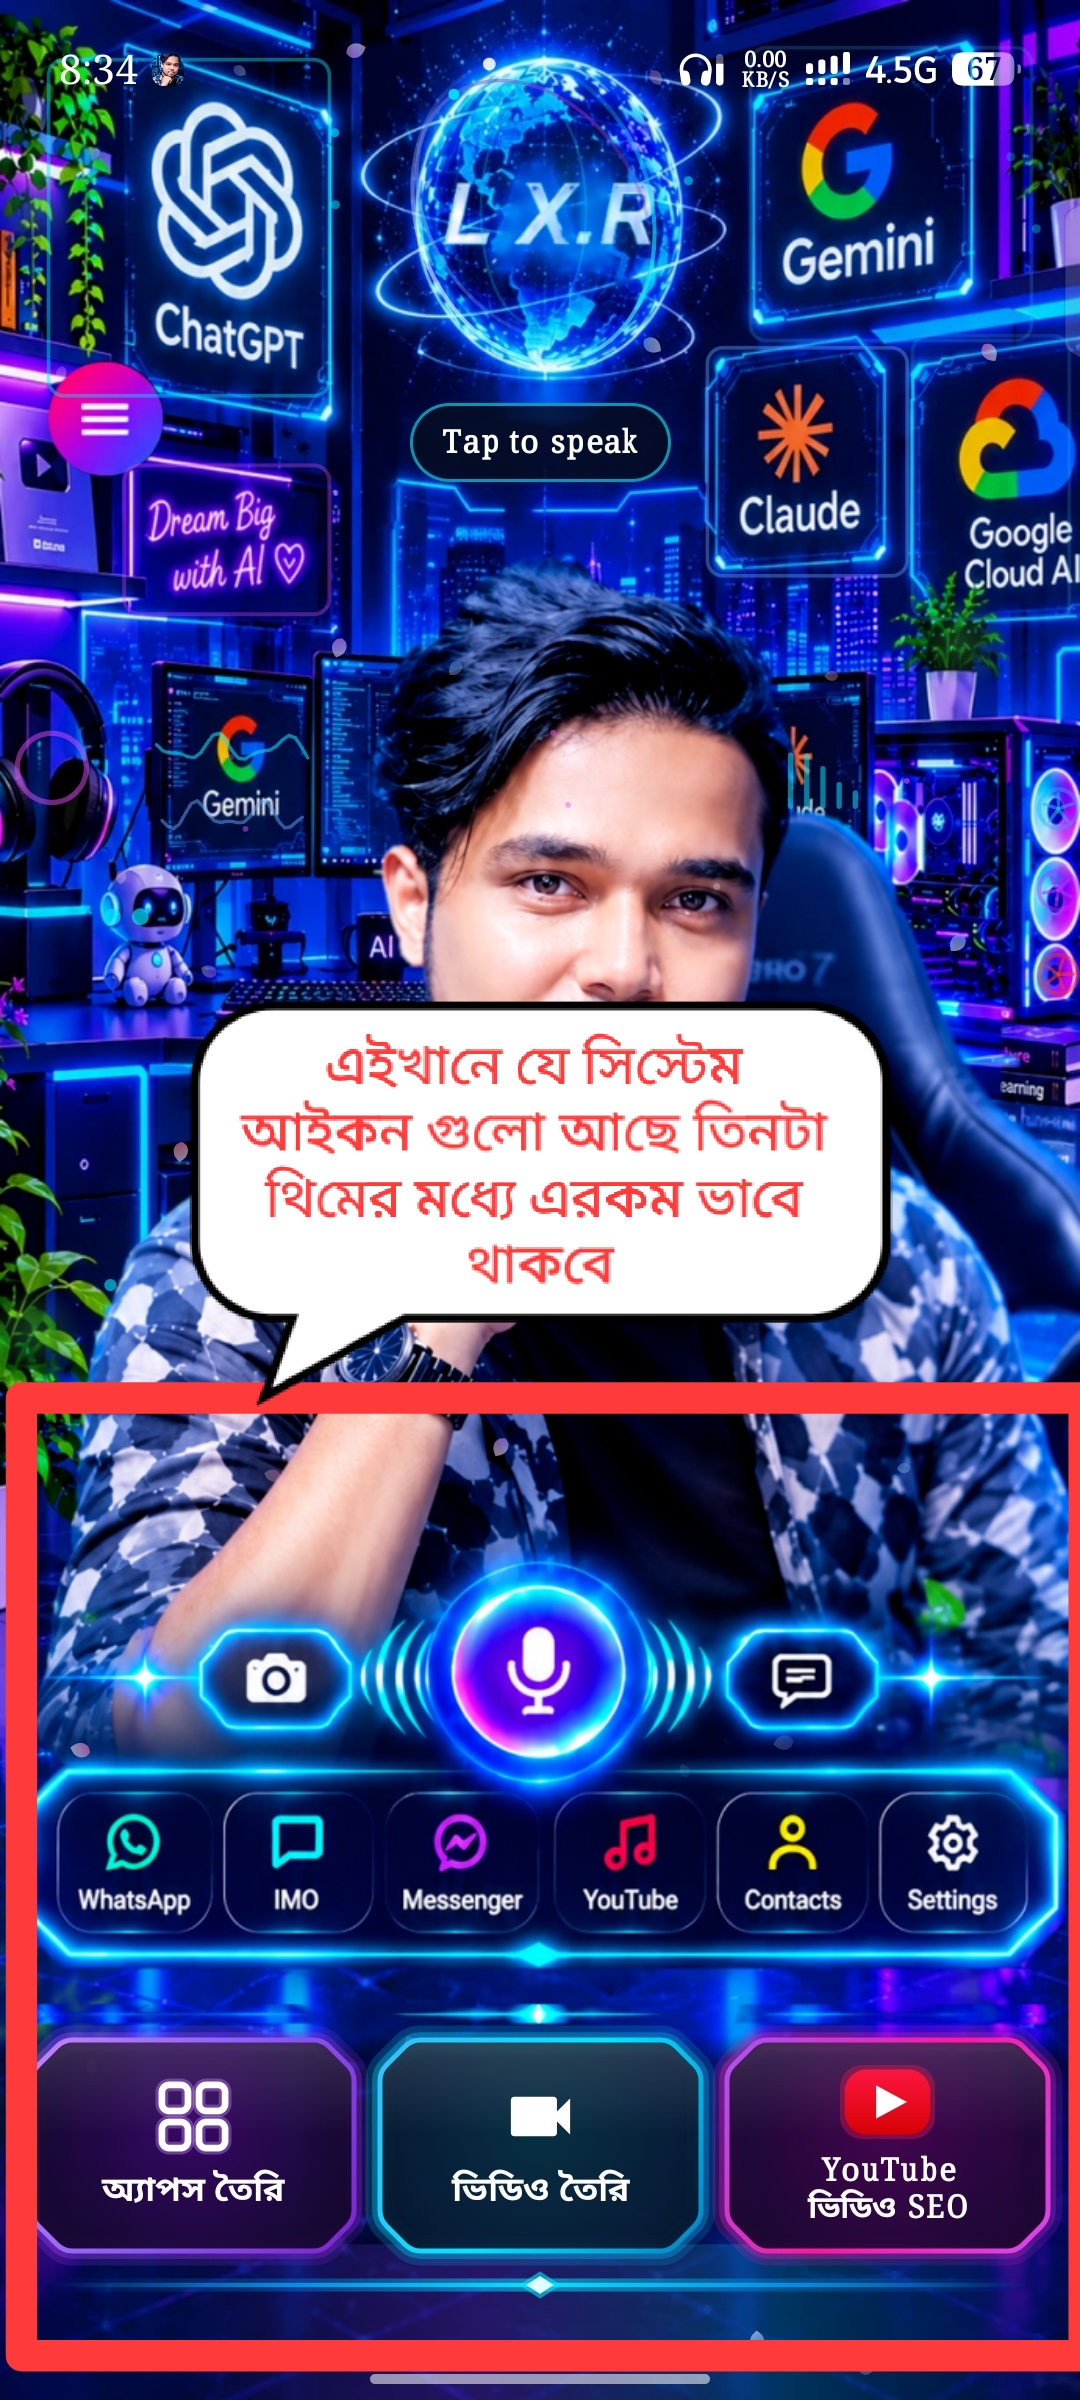 8:34
0.00
KB/S
4.5G
67
ChatGPT
L X.R
Gemini
Tap to speak
Claude
Google
Cloud AI
Dream Big
with AI
Gemini
AI
এইখানে যে সিস্টেম
আইকন গুলো আছে তিনটা
থিমের মধ্যে এরকম ভাবে
থাকবে
WhatsApp
IMO
Messenger
YouTube
Contacts
Settings
অ্যাপস তৈরি
ভিডিও তৈরি
YouTube
ভিডিও SEO